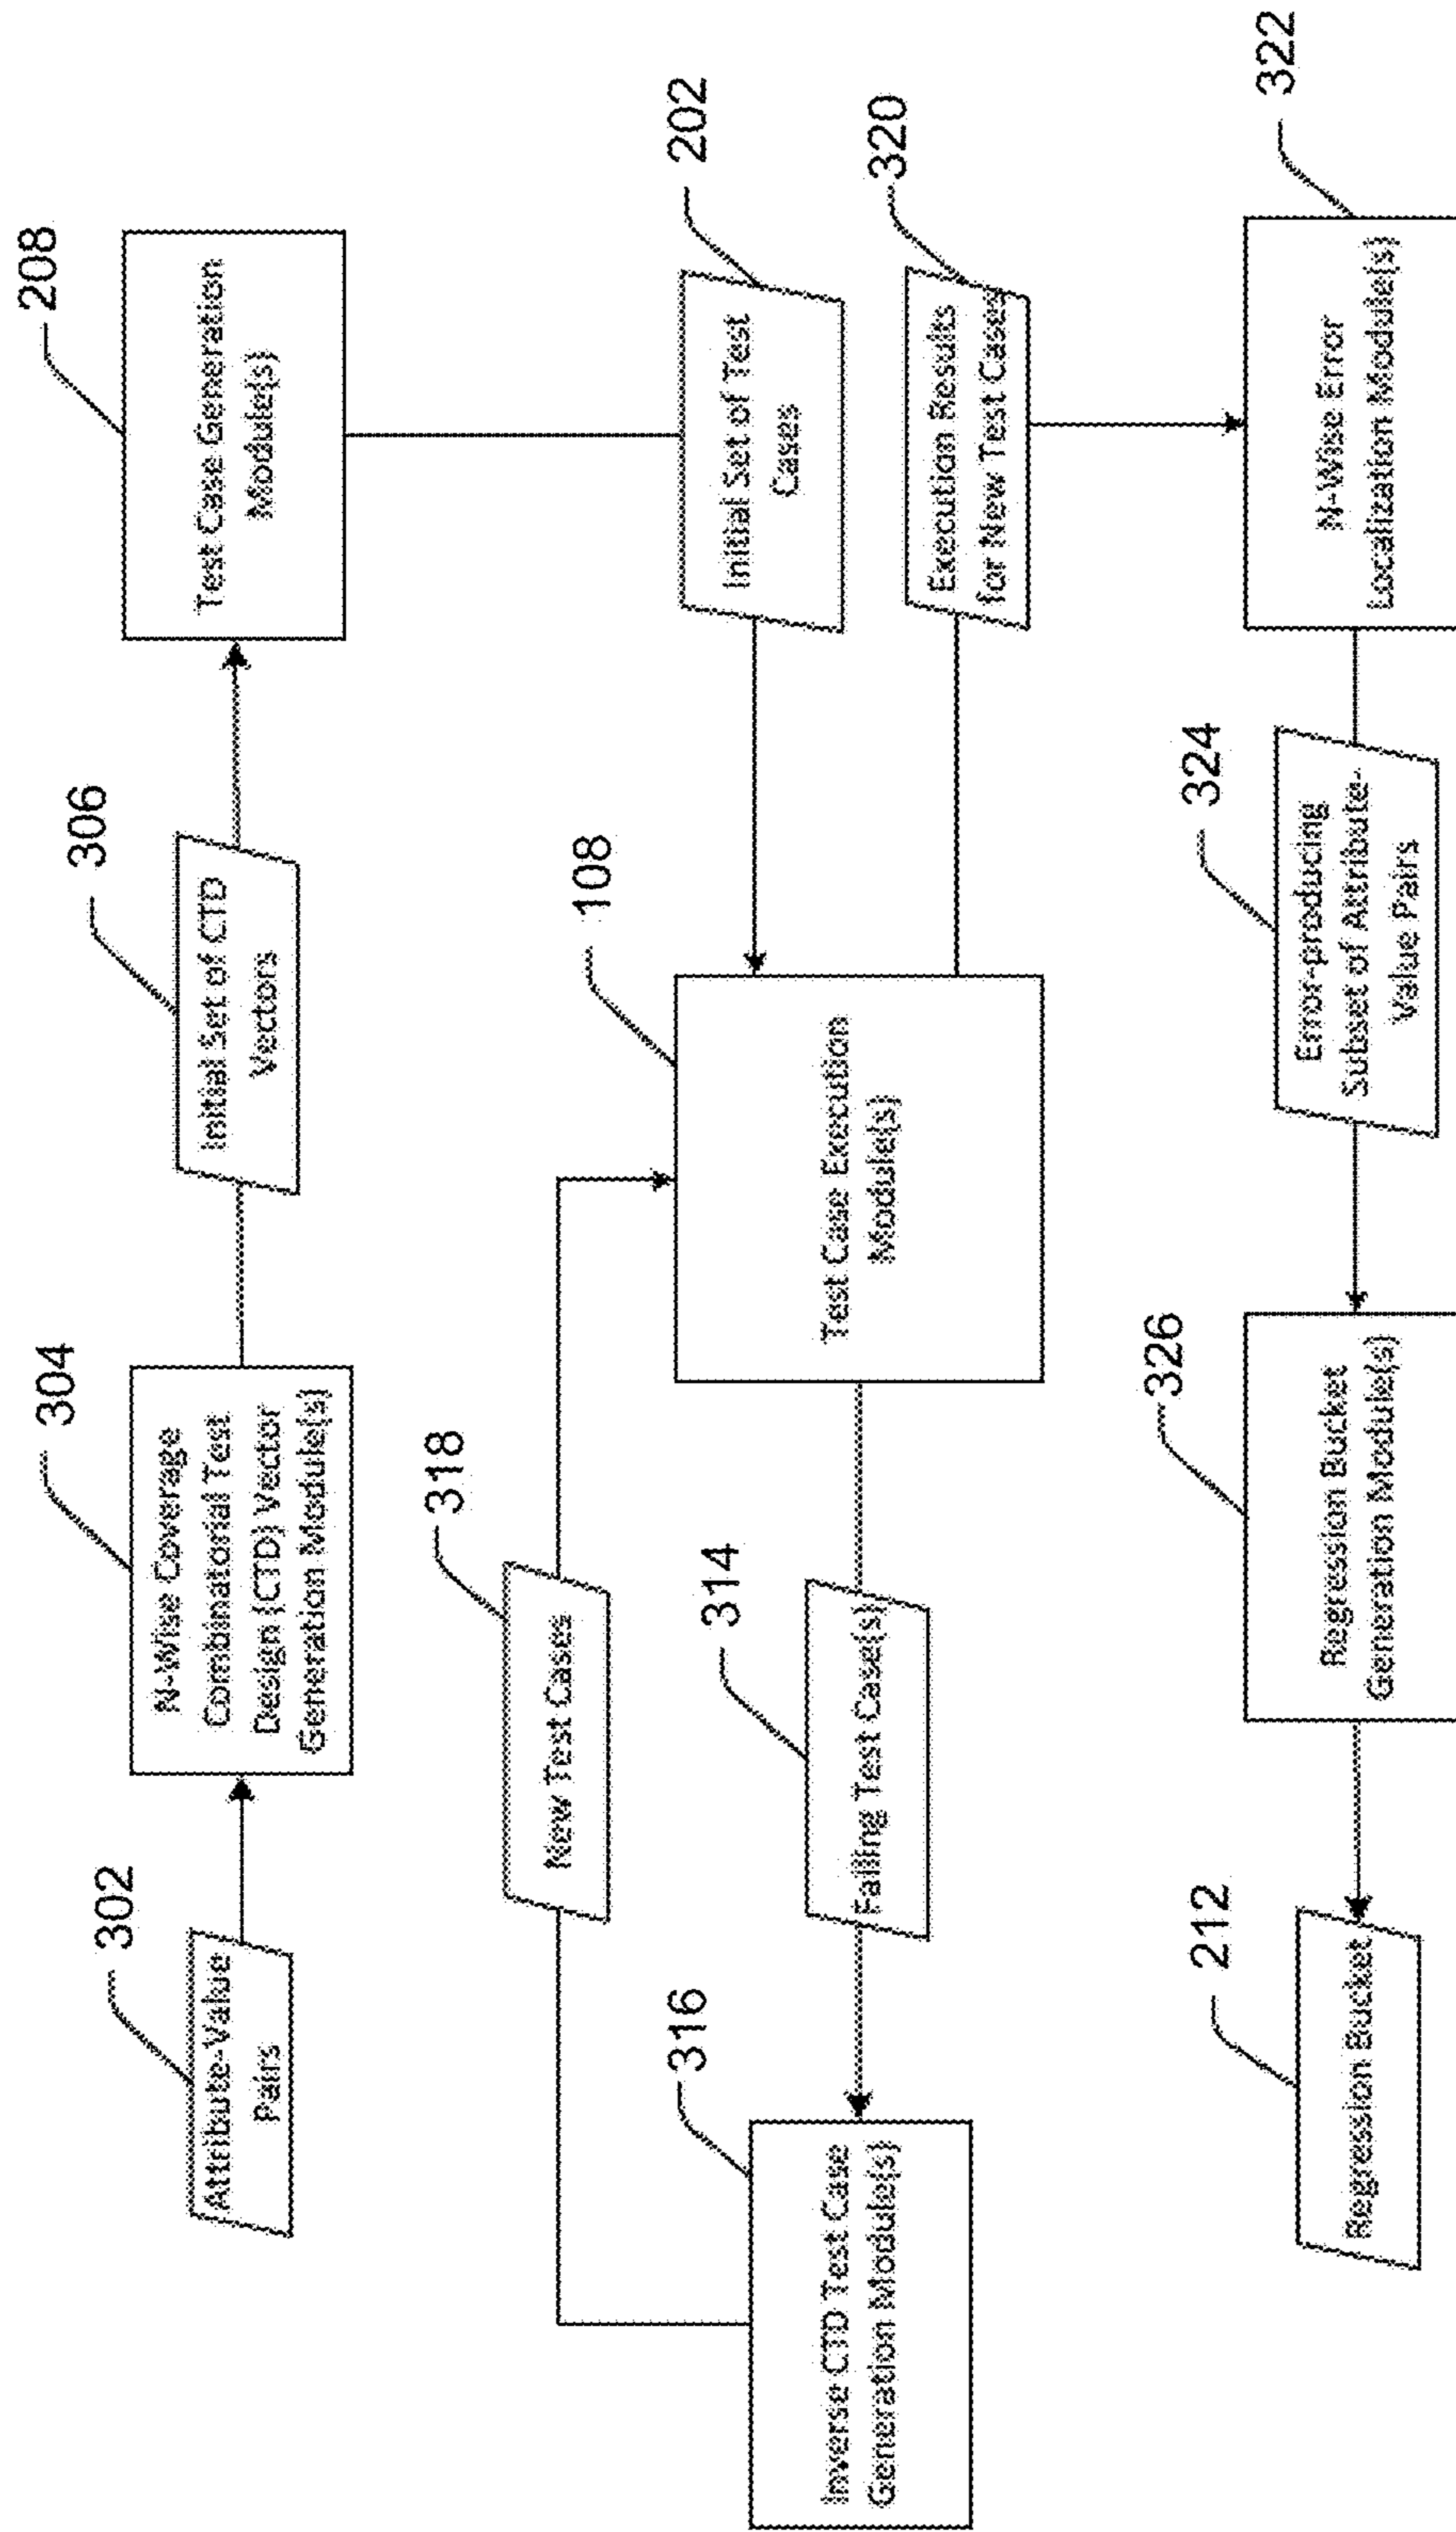 302
Attribute-Value
Pairs
304
N-Wise Coverage
Combinatorial Test
Design (CTD) Vector
Generation Module(s)
306
Initial Set of CTD
Vectors
208
Test Case Generation
Module(s)
318
New Test Cases
202
Initial Set of Test
Cases
316
Inverse CTD Test Case
Generation Module(s)
314
Failing Test Case(s)
108
Test Case Execution
Module(s)
320
Execution Results
for New Test Cases
212
Regression Bucket
326
Regression Bucket
Generation Module(s)
324
Error-producing
Subset of Attribute-
Value Pairs
322
N-Wise Error
Localization Module(s)